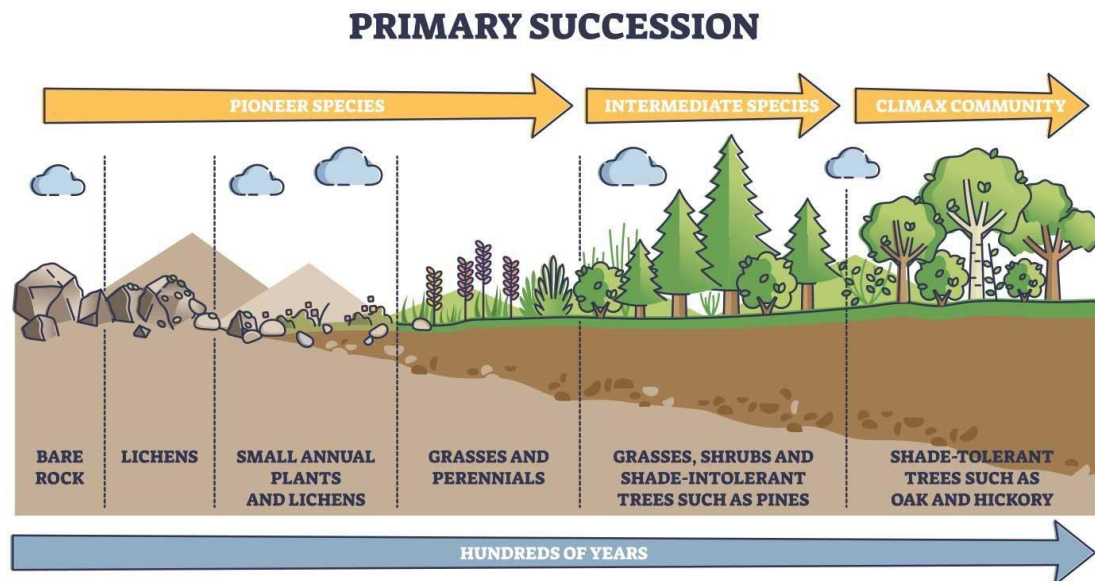 PRIMARY SUCCESSION
PIONEER SPECIES
INTERMEDIATE SPECIES
CLIMAX COMMUNITY
BARE
ROCK
LICHENS
SMALL ANNUAL
PLANTS
AND LICHENS
GRASSES AND
PERENNIALS
GRASSES, SHRUBS AND
SHADE-INTOLERANT
TREES SUCH AS PINES
SHADE-TOLERANT
TREES SUCH AS
OAK AND HICKORY
HUNDREDS OF YEARS